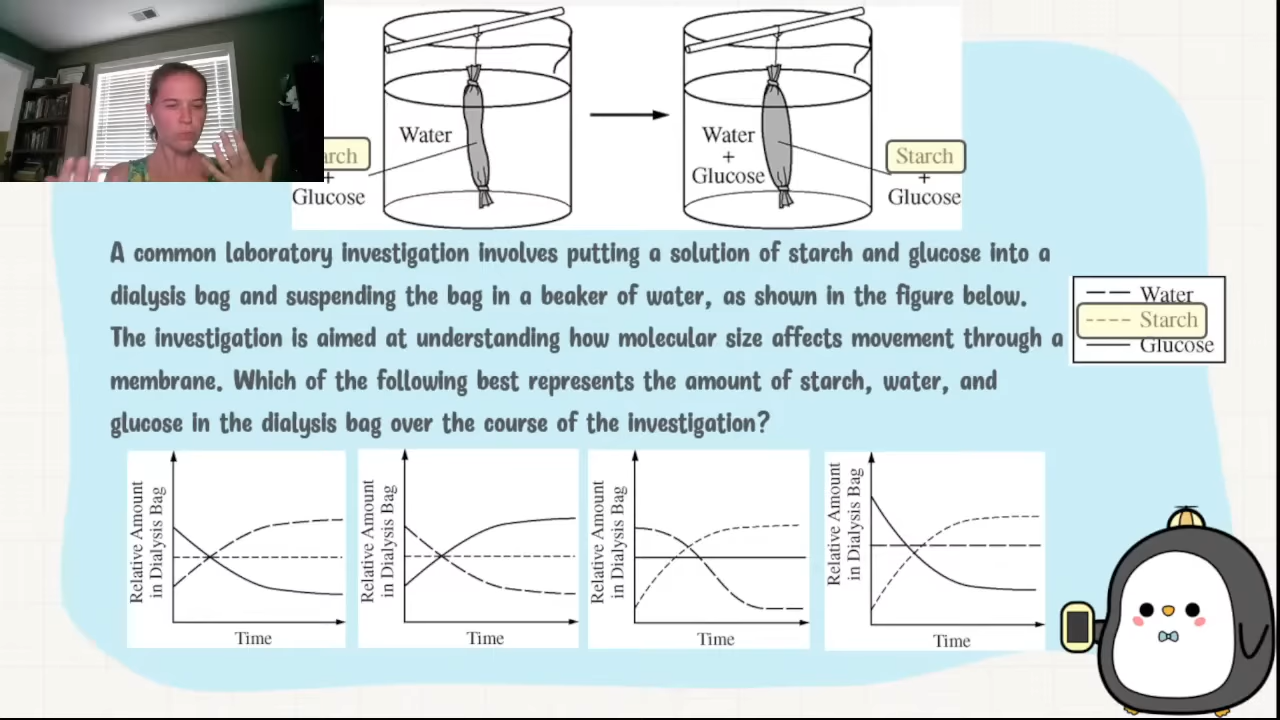 Water
arch
+
Glucose
Water
+
Glucose
Starch
+
Glucose
A common laboratory investigation involves putting a solution of starch and glucose into a
dialysis bag and suspending the bag in a beaker of water, as shown in the figure below.
The investigation is aimed at understanding how molecular size affects movement through a
membrane. Which of the following best represents the amount of starch, water, and
glucose in the dialysis bag over the course of the investigation?
Water
Starch
Glucose
Relative Amount
in Dialysis Bag
Time
Relative Amount
in Dialysis Bag
Time
Relative Amount
in Dialysis Bag
Time
Relative Amount
in Dialysis Bag
Time